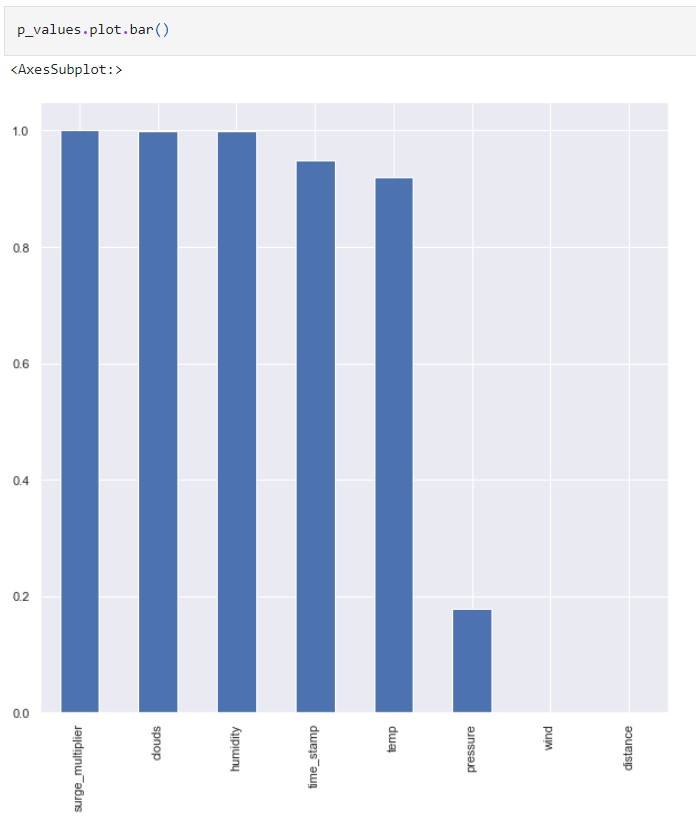 p_values.plot.bar()
<AxesSubplot:>
1.0
0.8
0.6
0.4
0.2
0.0
surge_multiplier
clouds
humidity
time_stamp
temp
pressure
wind
distance